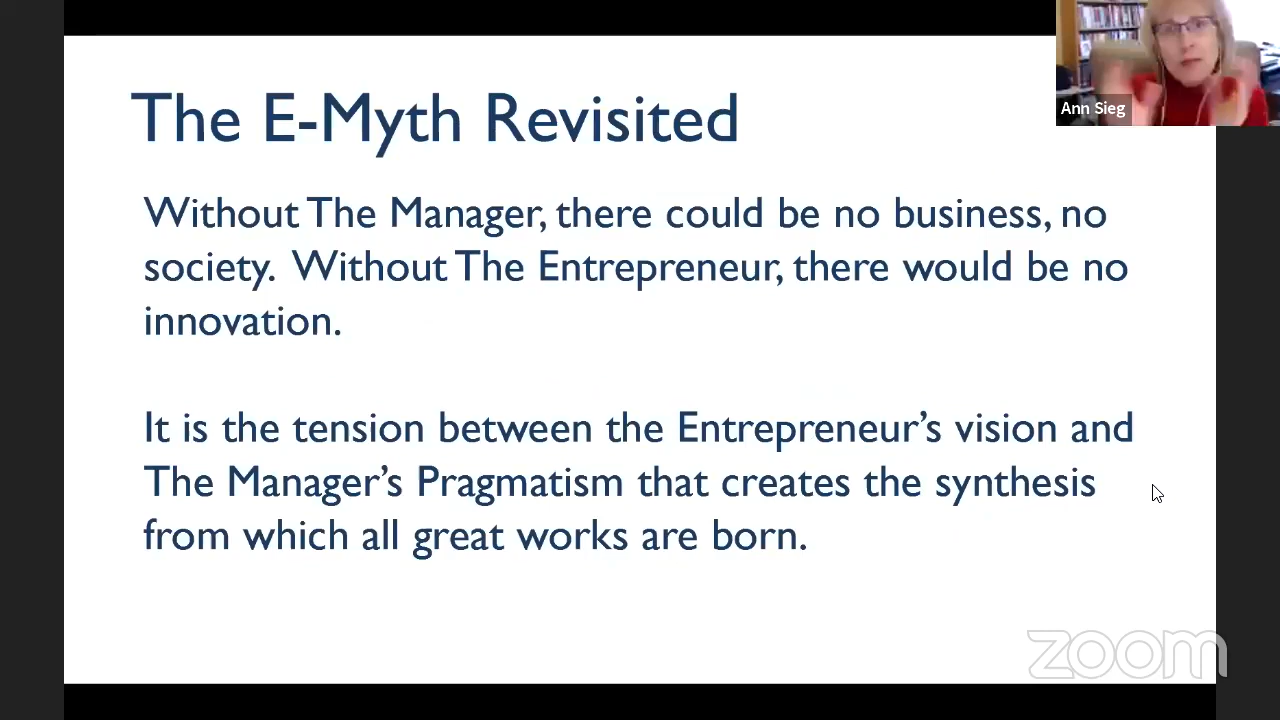 The E-Myth Revisited
Without The Manager, there could be no business, no
society.  Without The Entrepreneur, there would be no
innovation.
It is the tension between the Entrepreneur’s vision and
The Manager’s Pragmatism that creates the synthesis
from which all great works are born.
Ann Sieg
zoom